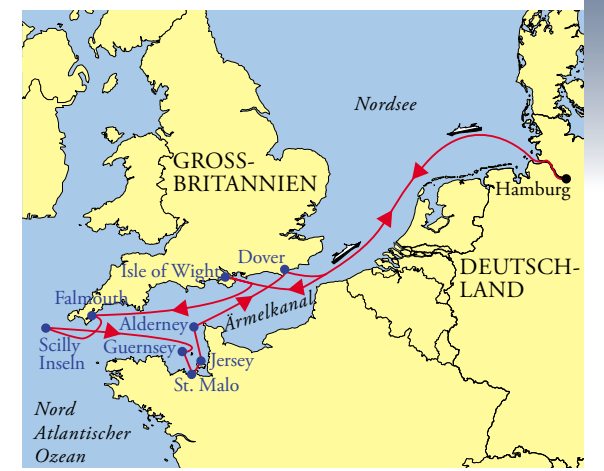 Nordsee
GROSS-
BRITANNIEN
Hamburg
Dover
Isle of Wight
DEUTSCH-
LAND
Falmouth
Ärmelkanal
Alderney
Guernsey
Jersey
Scilly
Inseln
St. Malo
Nord
Atlantischer
Ozean